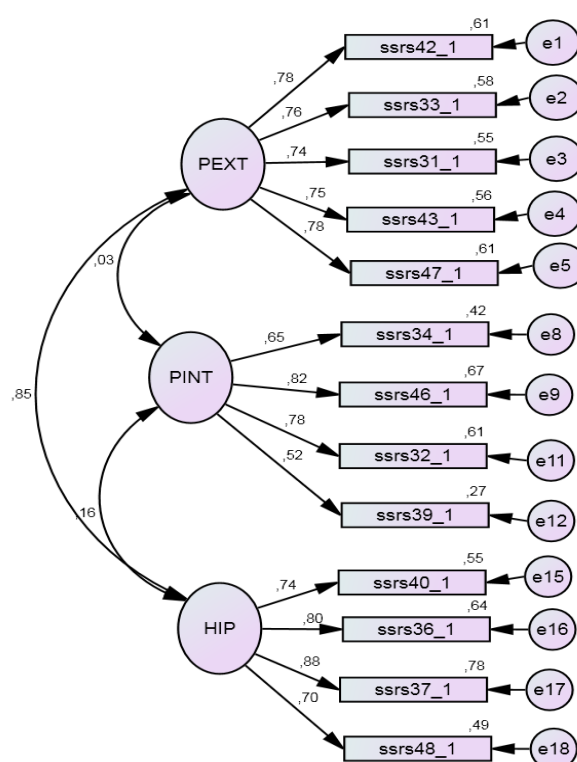 ,61
ssrs42_1
e1
,78
,58
ssrs33_1
e2
,76
,55
ssrs31_1
e3
,74
PEXT
,56
ssrs43_1
e4
,75
,61
ssrs47_1
e5
,78
,03
,42
ssrs34_1
e8
,65
,67
ssrs46_1
e9
,82
PINT
,85
,61
ssrs32_1
e11
,78
,27
ssrs39_1
e12
,52
,16
,55
ssrs40_1
e15
,74
,64
ssrs36_1
e16
,80
HIP
,78
ssrs37_1
e17
,88
,49
ssrs48_1
e18
,70